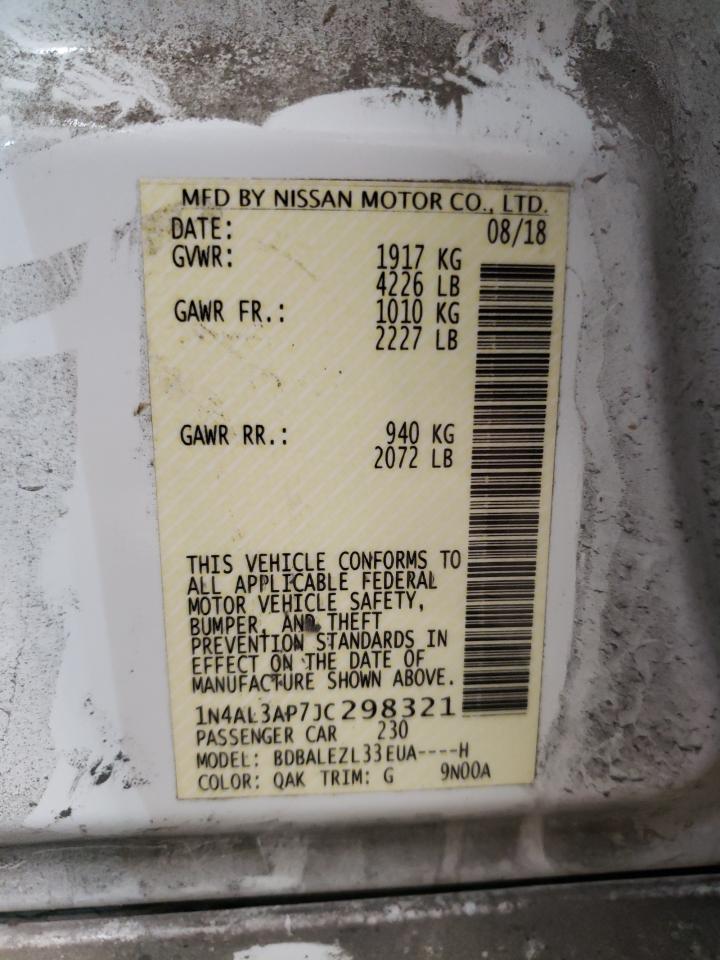 MFD BY NISSAN MOTOR CO., LTD.
DATE: 08/18
GVWR: 1917 KG
4226 LB
GAWR FR.: 1010 KG
2227 LB
GAWR RR.: 940 KG
2072 LB
THIS VEHICLE CONFORMS TO
ALL APPLICABLE FEDERAL
MOTOR VEHICLE SAFETY,
BUMPER, AND THEFT
PREVENTION STANDARDS IN
EFFECT ON THE DATE OF
MANUFACTURE SHOWN ABOVE.
1N4AL3AP7JC298321
PASSENGER CAR 230
MODEL: BDBALEZL33EUA----H
COLOR: QAK TRIM: G 9N00A